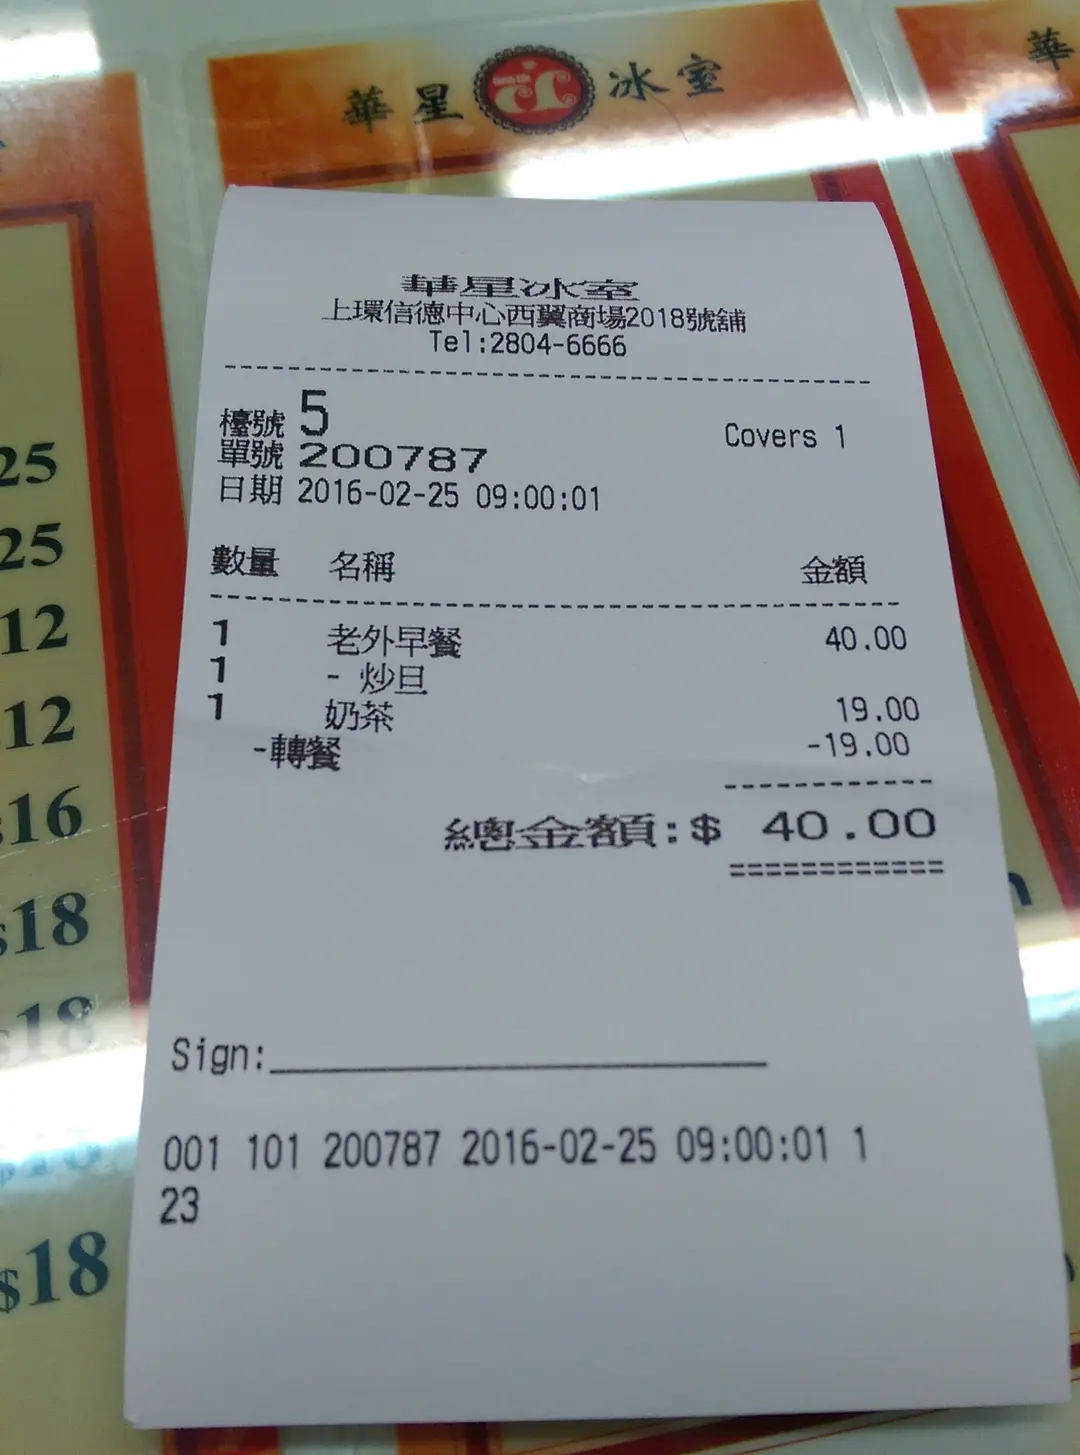 華星冰室
華
華星冰室
上環信德中心西翼商場2018號舖
Tel:2804-6666
檯號 5 Covers 1
單號 200787
日期 2016-02-25 09:00:01
數量 名稱 金額
1 老外早餐 40.00
1 - 炒旦
1 奶茶 19.00
-轉餐 -19.00
總金額:$ 40.00
Sign:
001 101 200787 2016-02-25 09:00:01 1
23
25
25
12
12
$16
$18
$18
$18